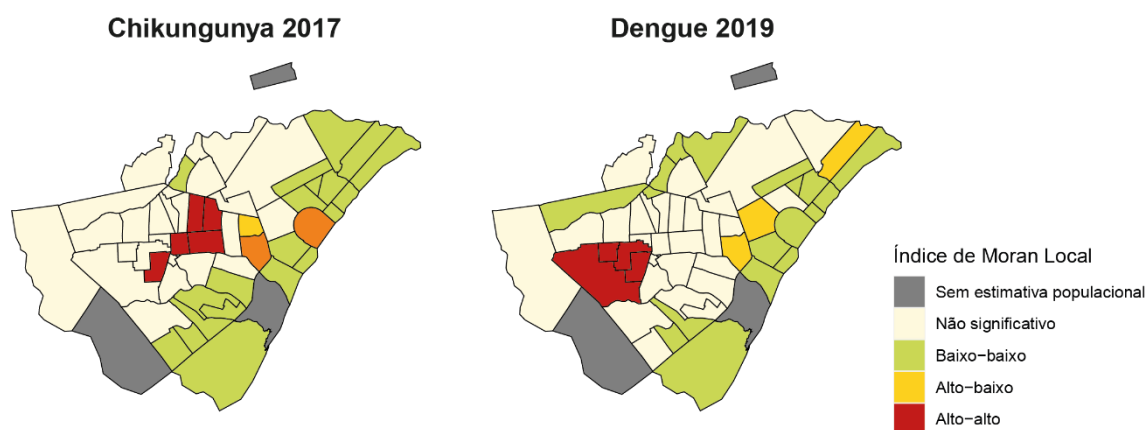 Chikungunya 2017
Dengue 2019
Índice de Moran Local
Sem estimativa populacional
Não significativo
Baixo−baixo
Alto−baixo
Alto−alto